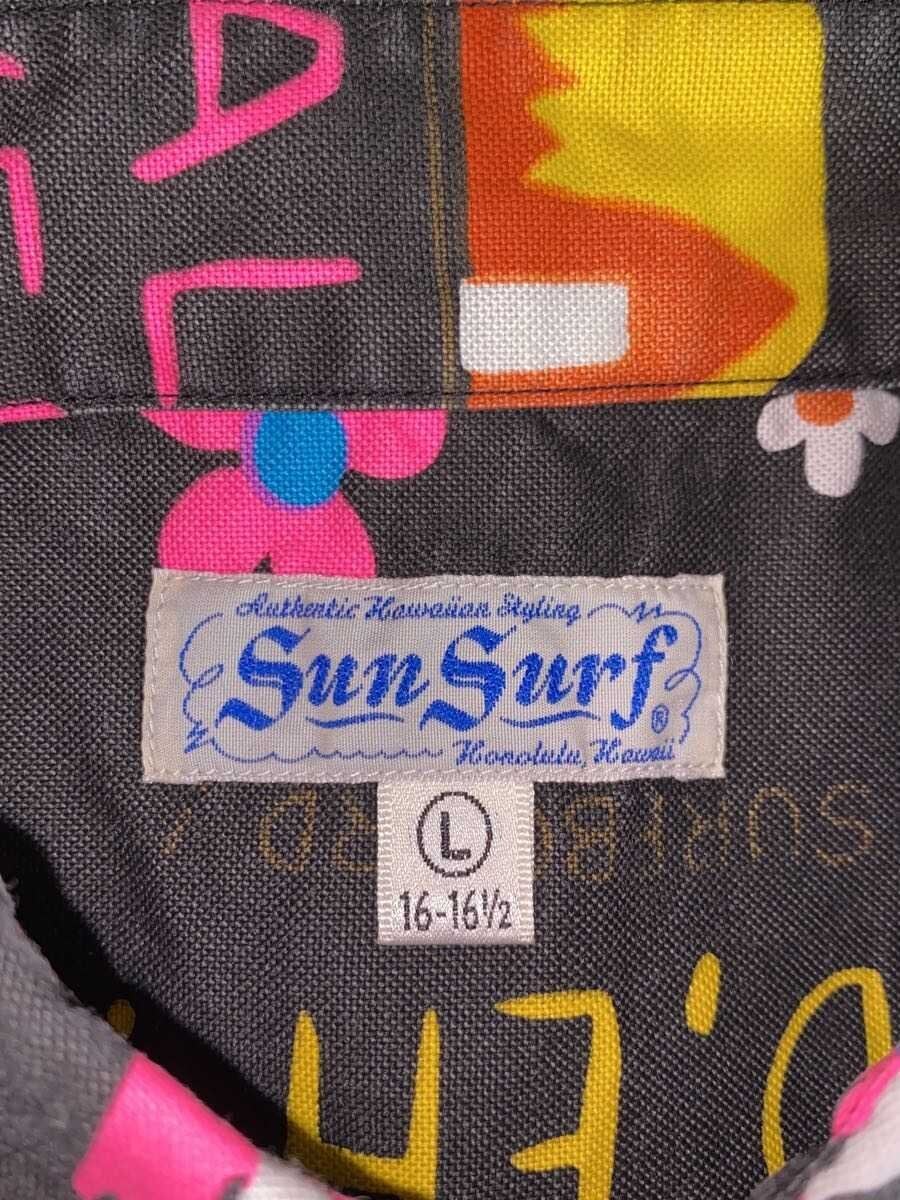 A
L
Authentic Hawaiian Styling
Sun Surf ®
Honolulu, Hawaii
L
16-16½